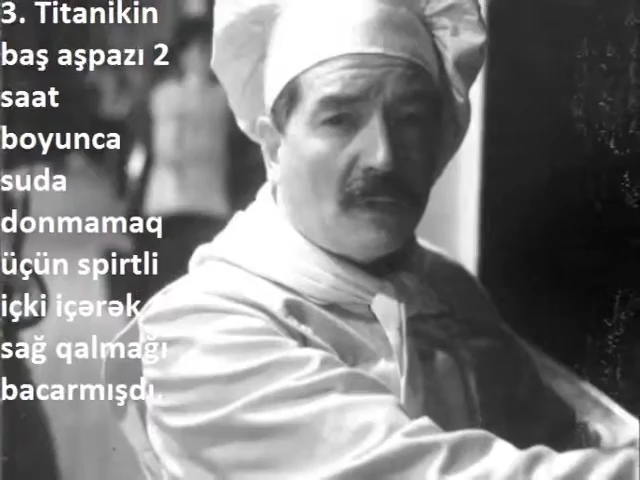 3. Titanikin
baş aşpazı 2
saat
boyunca
suda
donmamaq
üçün spirtli
içki içərək
sağ qalmağı
bacarmışdı.